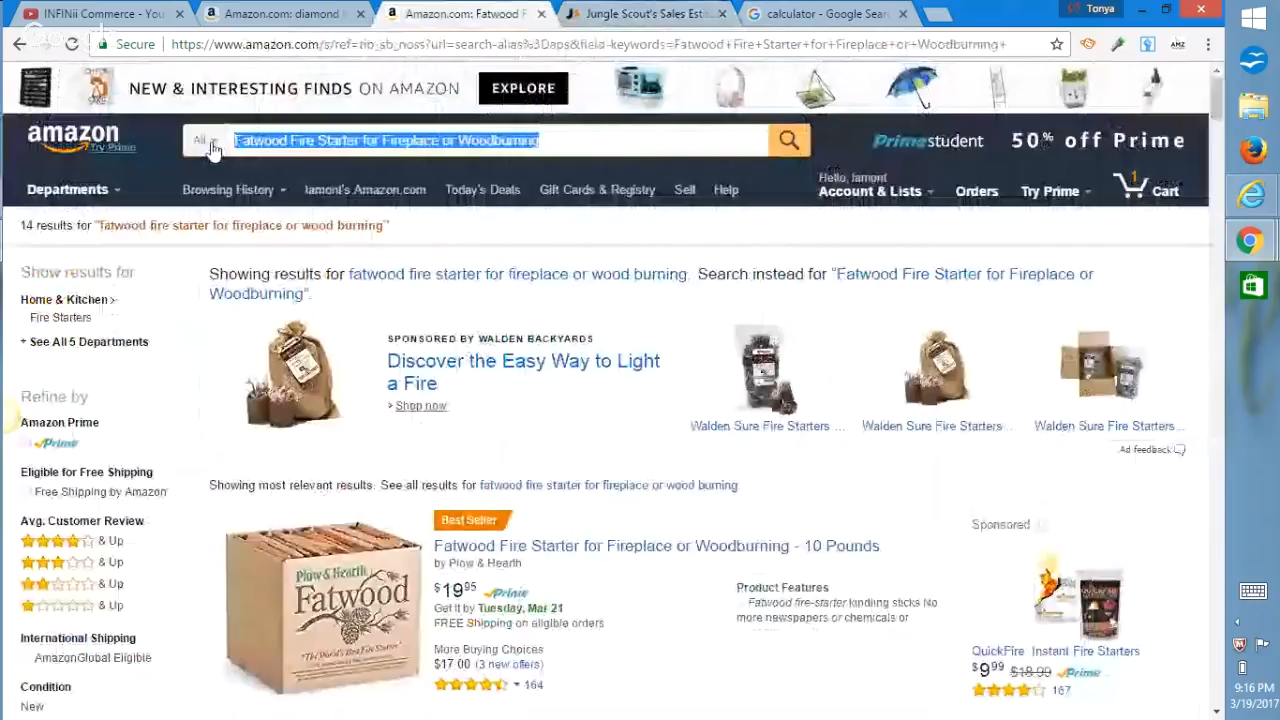 INFINii Commerce - You
Amazon.com: diamond
Amazon.com: Fatwood F
Jungle Scout's Sales Est
calculator - Google Sear
Tonya
Secure
https://www.amazon.com/s/ref=nb_sb_noss?url=search-alias%3Daps&field-keywords=Fatwood+Fire+Starter+for+Fireplace+or+Woodburning+
NEW & INTERESTING FINDS ON AMAZON
EXPLORE
amazon
Try Prime
All
Fatwood Fire Starter for Fireplace or Woodburning
Prime student
50% off Prime
Departments
Browsing History
lamont's Amazon.com
Today's Deals
Gift Cards & Registry
Sell
Help
Hello, lamont
Account & Lists
Orders
Try Prime
1
Cart
14 results for "fatwood fire starter for fireplace or wood burning"
Show results for
Home & Kitchen
Fire Starters
+ See All 5 Departments
Refine by
Amazon Prime
Prime
Eligible for Free Shipping
Free Shipping by Amazon
Avg. Customer Review
& Up
& Up
& Up
& Up
International Shipping
AmazonGlobal Eligible
Condition
New
Showing results for fatwood fire starter for fireplace or wood burning. Search instead for "Fatwood Fire Starter for Fireplace or
Woodburning".
SPONSORED BY WALDEN BACKYARDS
Discover the Easy Way to Light
a Fire
› Shop now
Walden Sure Fire Starters ...
Walden Sure Fire Starters ...
Walden Sure Fire Starters...
Ad feedback
Showing most relevant results. See all results for fatwood fire starter for fireplace or wood burning
Plow & Hearth
Fatwood
"The World's Best Fire Starter"
Best Seller
Fatwood Fire Starter for Fireplace or Woodburning - 10 Pounds
by Plow & Hearth
$19.95 Prime
Get it by Tuesday, Mar 21
FREE Shipping on eligible orders
More Buying Choices
$17.00 (3 new offers)
164
Product Features
Fatwood fire-starter kindling sticks No
more newspapers or chemicals or
Sponsored
QuickFire Instant Fire Starters
$9.99 $18.99 Prime
167
9:16 PM
3/19/2017